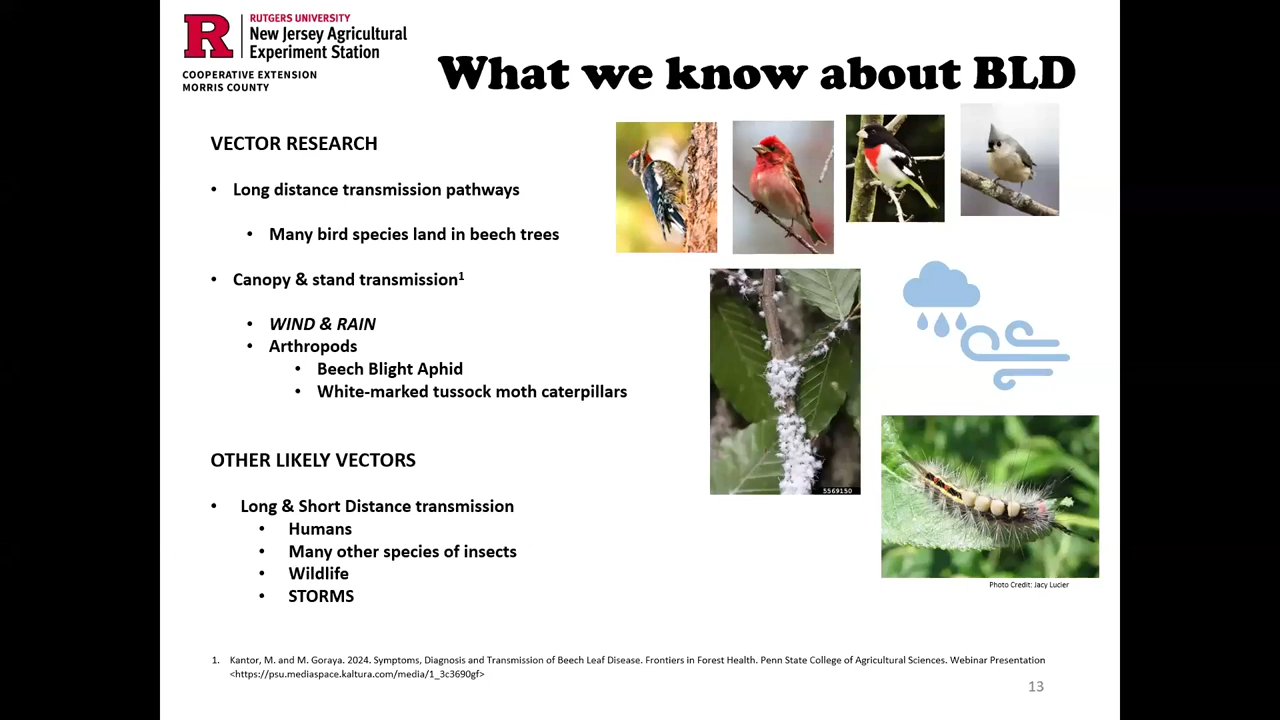 R
RUTGERS UNIVERSITY
New Jersey Agricultural
Experiment Station
COOPERATIVE EXTENSION
MORRIS COUNTY
What we know about BLD
VECTOR RESEARCH
• Long distance transmission pathways
• Many bird species land in beech trees
• Canopy & stand transmission¹
• WIND & RAIN
• Arthropods
• Beech Blight Aphid
• White-marked tussock moth caterpillars
5569150
OTHER LIKELY VECTORS
• Long & Short Distance transmission
• Humans
• Many other species of insects
• Wildlife
• STORMS
Photo Credit: Jacy Lucier
1. Kantor, M. and M. Goraya. 2024. Symptoms, Diagnosis and Transmission of Beech Leaf Disease. Frontiers in Forest Health. Penn State College of Agricultural Sciences. Webinar Presentation
<https://psu.mediaspace.kaltura.com/media/1_3c3690gf>
13